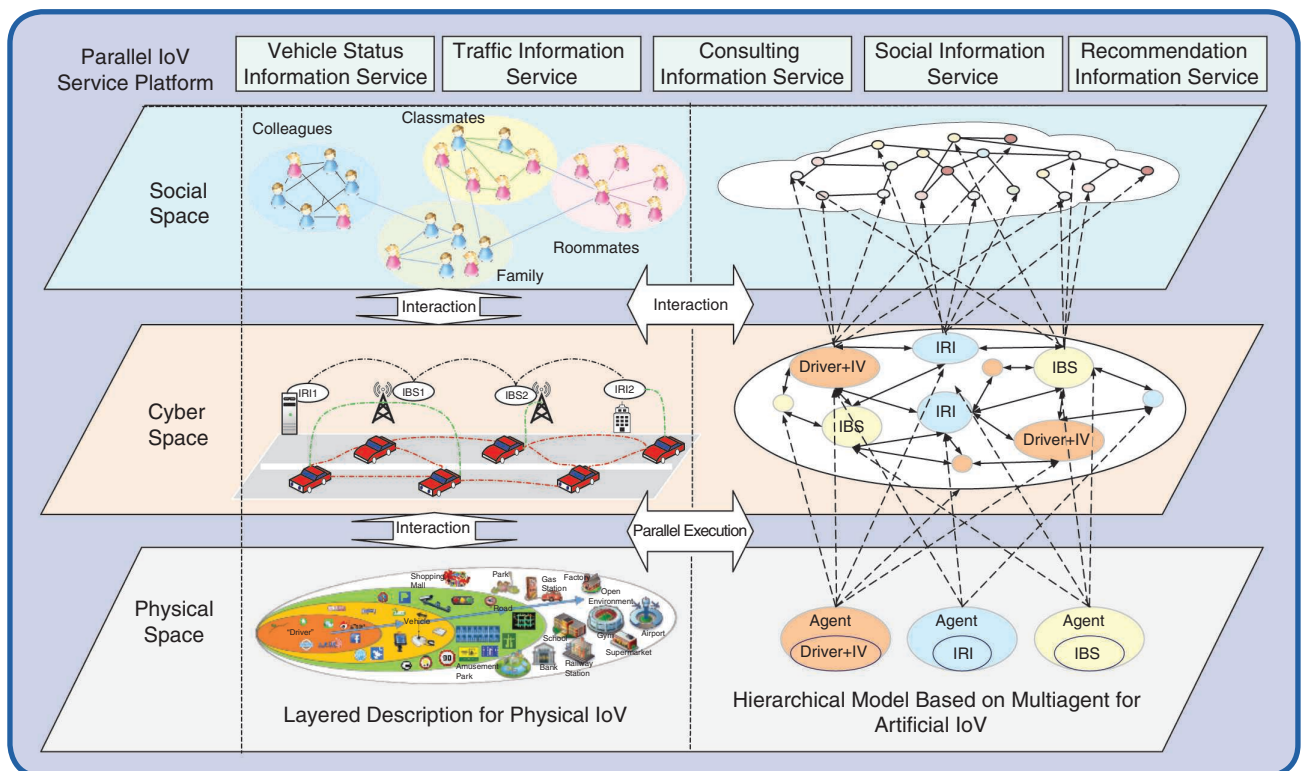 Parallel IoV
Service Platform
Vehicle Status
Information Service
Traffic Information
Service
Consulting
Information Service
Social Information
Service
Recommendation
Information Service
Social
Space
Colleagues
Classmates
Roommates
Family
Interaction
Interaction
Cyber
Space
IRI1
IBS1
IBS2
IRI2
Driver+IV
IRI
IBS
IBS
IRI
Driver+IV
Interaction
Parallel Execution
Physical
Space
Shopping
Mall
Park
Gas
Station
Factory
Open
Environment
Road
"Driver"
Vehicle
School
Gym
Airport
Supermarket
Amusement
Park
Bank
Railway
Station
90
Agent
Driver+IV
Agent
IRI
Agent
IBS
Layered Description for Physical IoV
Hierarchical Model Based on Multiagent for
Artificial IoV